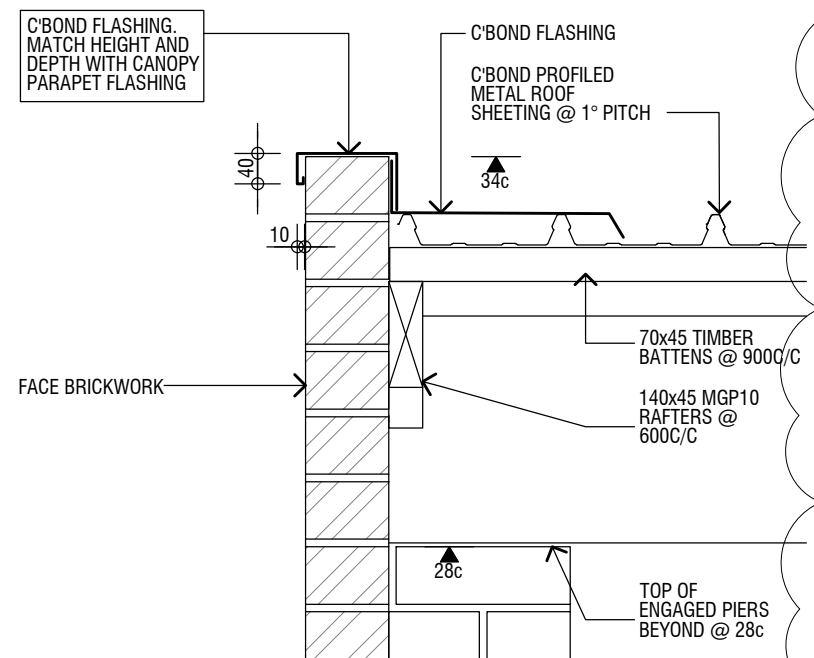 C'BOND FLASHING.
MATCH HEIGHT AND
DEPTH WITH CANOPY
PARAPET FLASHING
C'BOND FLASHING
C'BOND PROFILED
METAL ROOF
SHEETING @ 1° PITCH
40
34c
10
70x45 TIMBER
BATTENS @ 900C/C
FACE BRICKWORK
140x45 MGP10
RAFTERS @
600C/C
28c
TOP OF
ENGAGED PIERS
BEYOND @ 28c